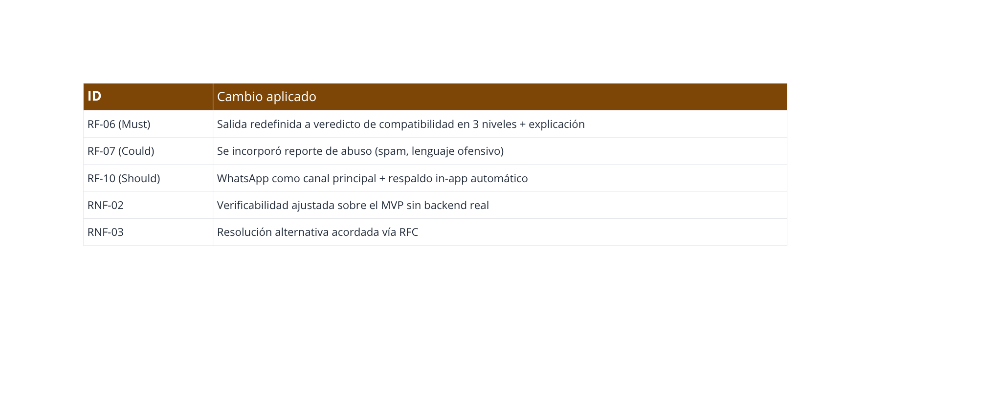 ID Cambio aplicado
RF-06 (Must) Salida redefinida a veredicto de compatibilidad en 3 niveles + explicación
RF-07 (Could) Se incorporó reporte de abuso (spam, lenguaje ofensivo)
RF-10 (Should) WhatsApp como canal principal + respaldo in-app automático
RNF-02 Verificabilidad ajustada sobre el MVP sin backend real
RNF-03 Resolución alternativa acordada vía RFC